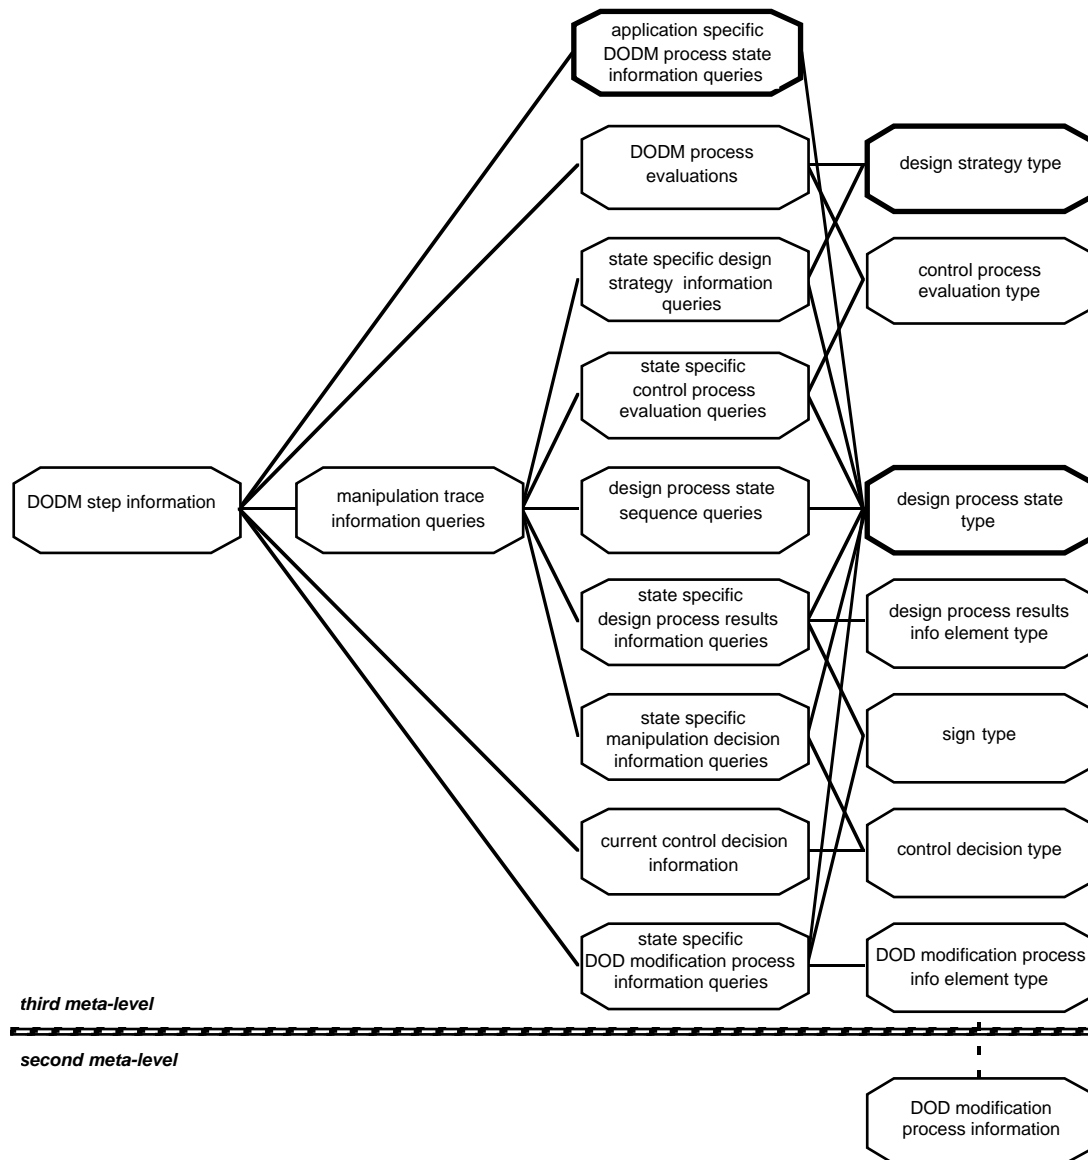 application specific
DODM process state
information queries
DODM process
evaluations
design strategy type
state specific design
strategy information
queries
control process
evaluation type
state specific
control process
evaluation queries
DODM step information
manipulation trace
information queries
design process state
sequence queries
design process state
type
state specific
design process results
information queries
design process results
info element type
state specific
manipulation decision
information queries
sign type
current control decision
information
control decision type
state specific
DOD modification process
information queries
DOD modification process
info element type
third meta-level
second meta-level
DOD modification
process information